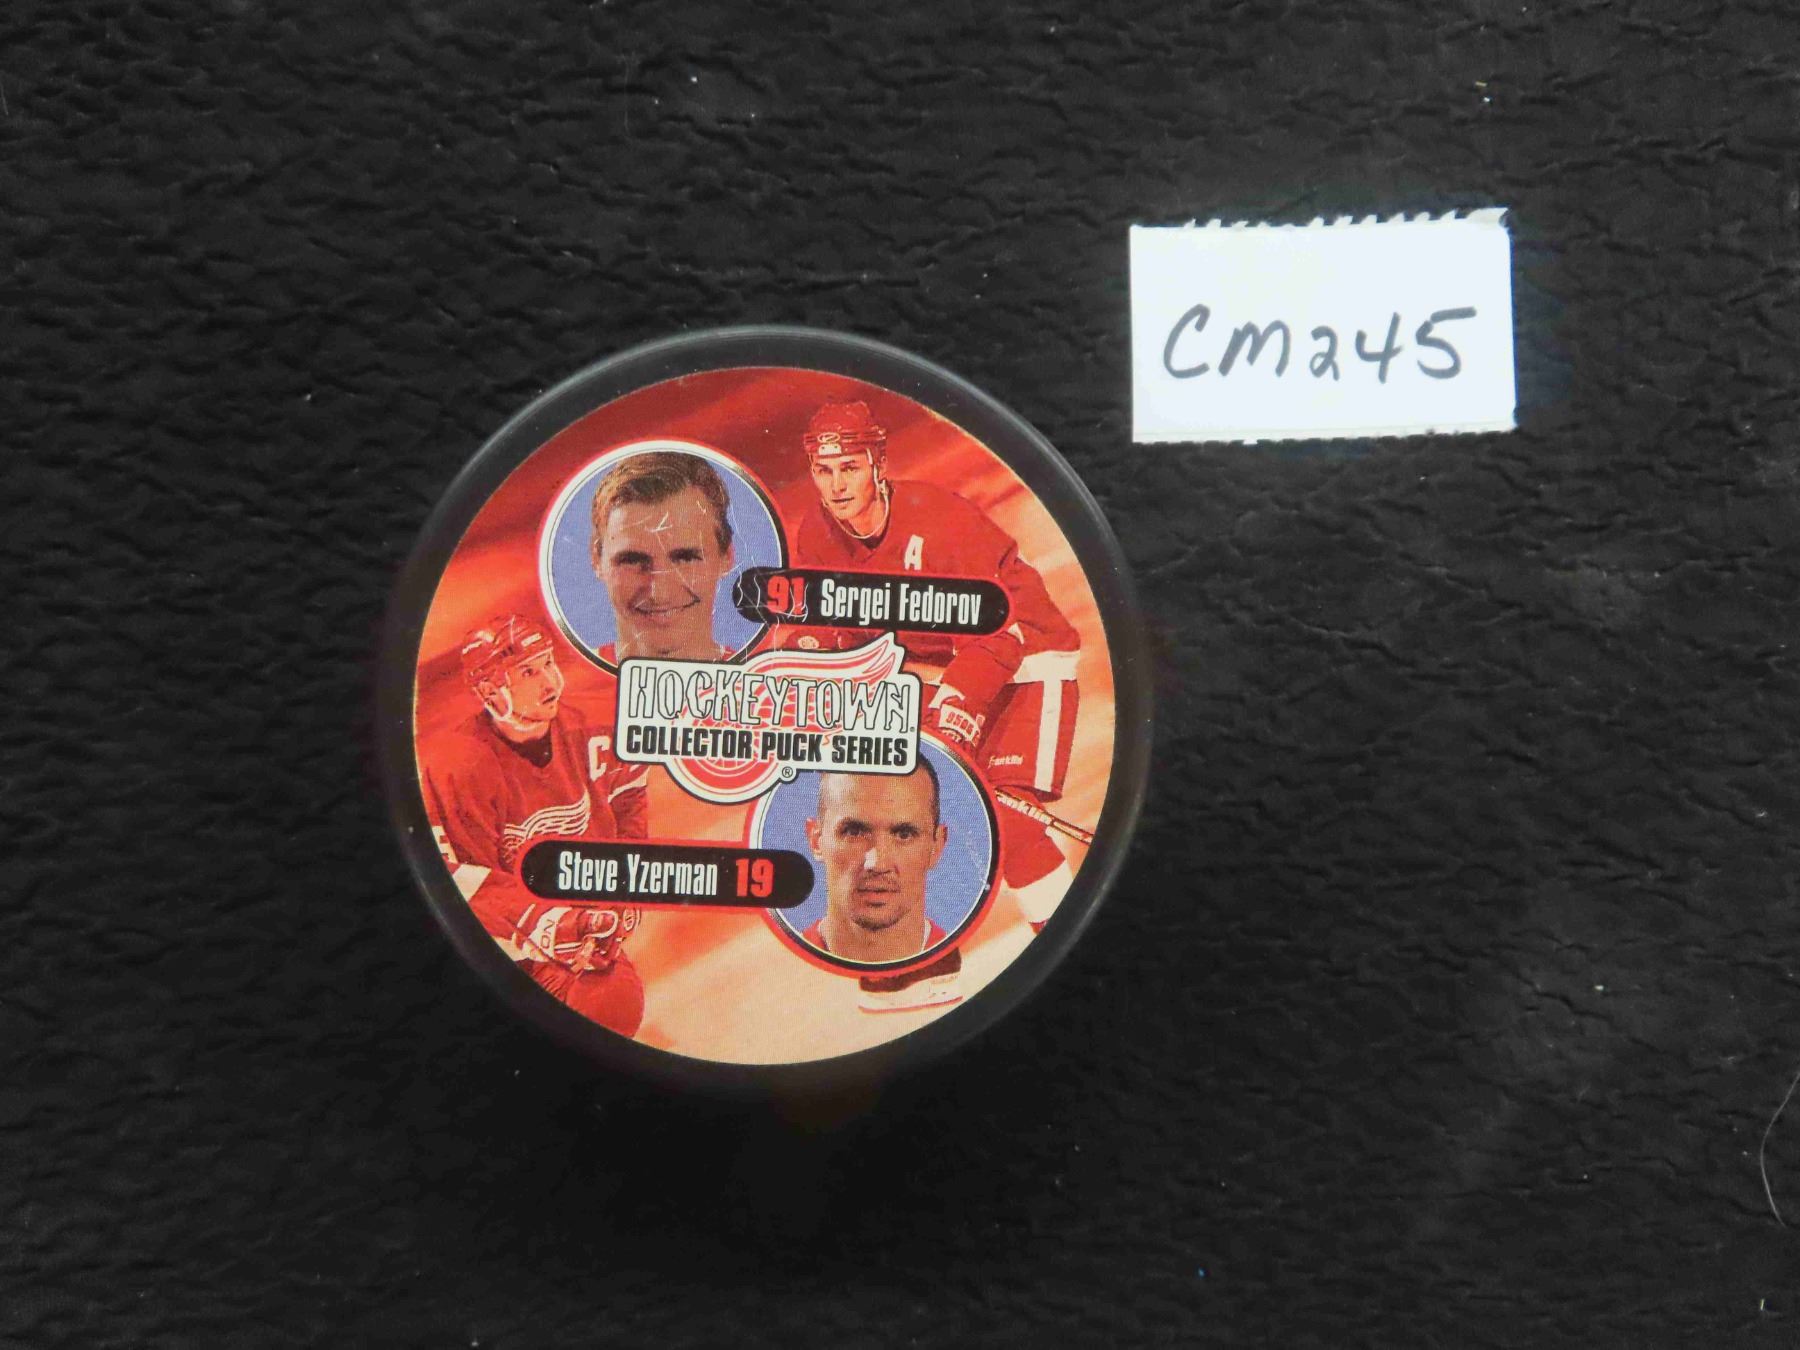 CM245
91 Sergei Fedorov
A
HOCKEYTOWN
COLLECTOR PUCK SERIES
®
C
Steve Yzerman 19